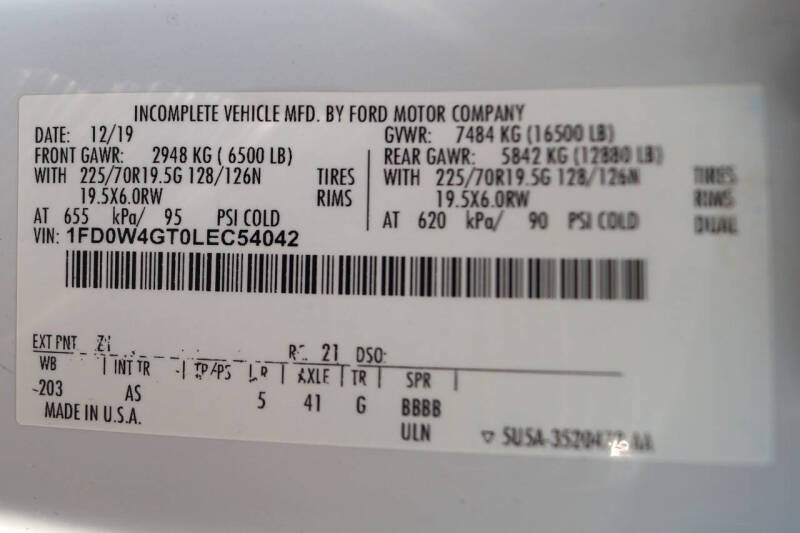 INCOMPLETE VEHICLE MFD. BY FORD MOTOR COMPANY
DATE: 12/19 GVWR: 7484 KG (16500 LB)
FRONT GAWR: 2948 KG ( 6500 LB) REAR GAWR: 5842 KG (12880 LB)
WITH 225/70R19.5G 128/126N TIRES WITH 225/70R19.5G 128/126N TIRES
19.5X6.0RW RIMS 19.5X6.0RW RIMS
AT 655 kPa/ 95 PSI COLD AT 620 kPa/ 90 PSI COLD DUAL
VIN: 1FD0W4GT0LEC54042
EXT PNT Z1 21 DSO:
WB INT TR TP/PS AXLE TR SPR
203 AS 5 41 G BBBB
MADE IN U.S.A. ULN